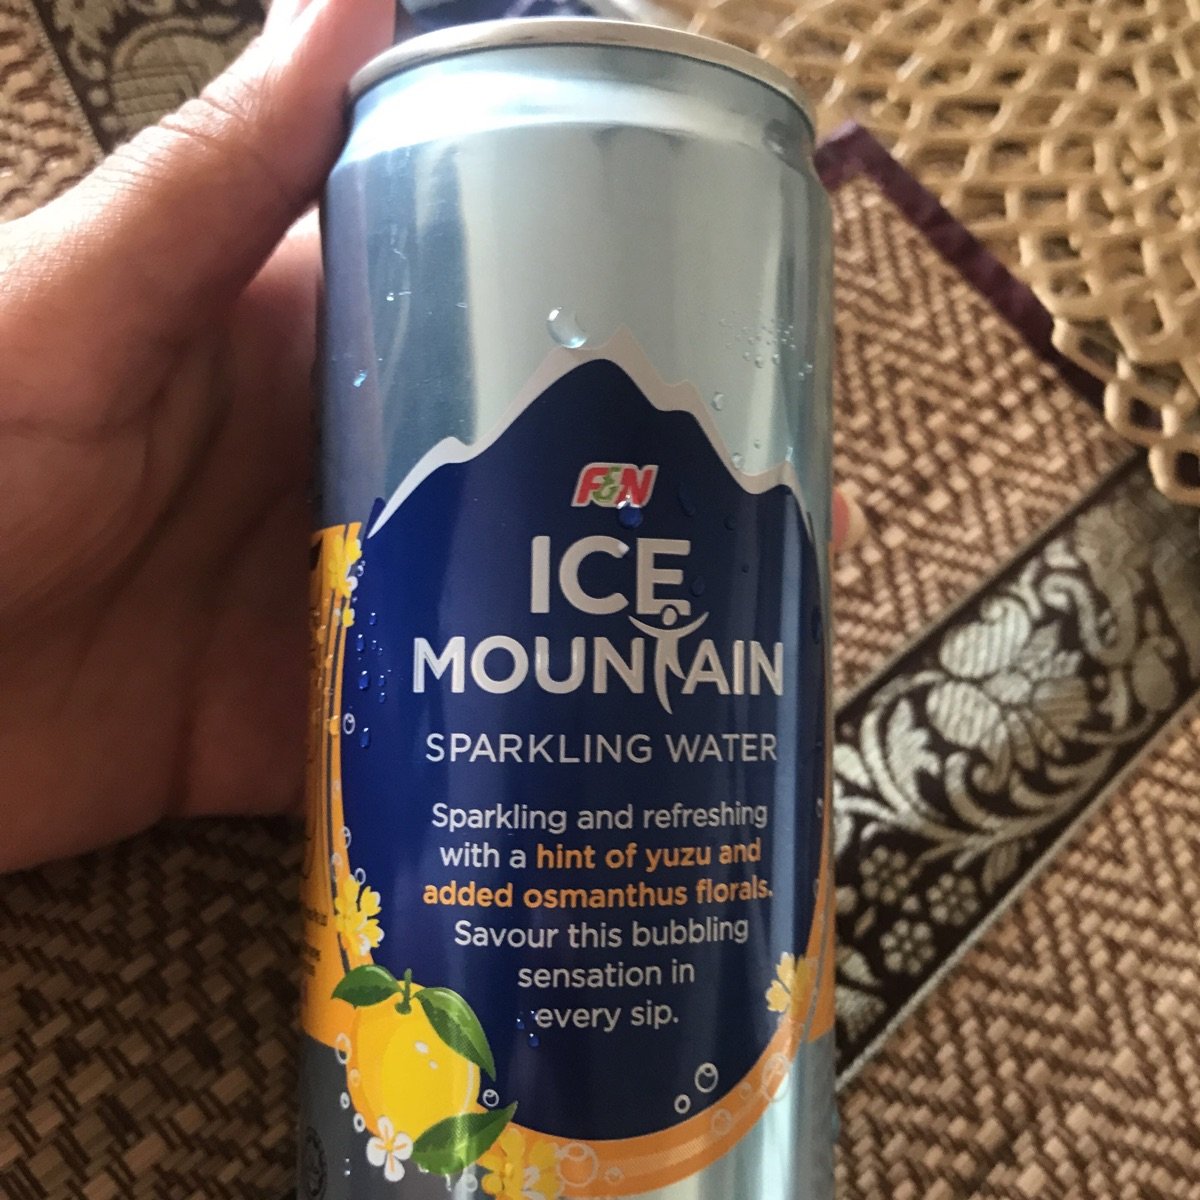 F&N
ICE
MOUNTAIN
SPARKLING WATER
Sparkling and refreshing
with a hint of yuzu and
added osmanthus florals.
Savour this bubbling
sensation in
every sip.